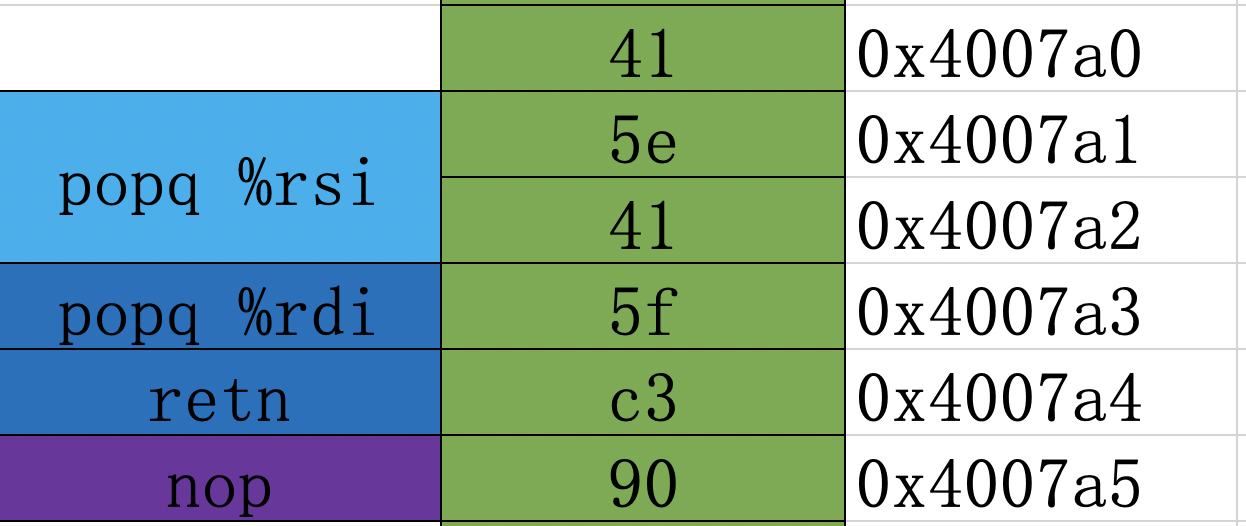 41 0x4007a0
popq %rsi 5e 0x4007a1
41 0x4007a2
popq %rdi 5f 0x4007a3
retn c3 0x4007a4
nop 90 0x4007a5